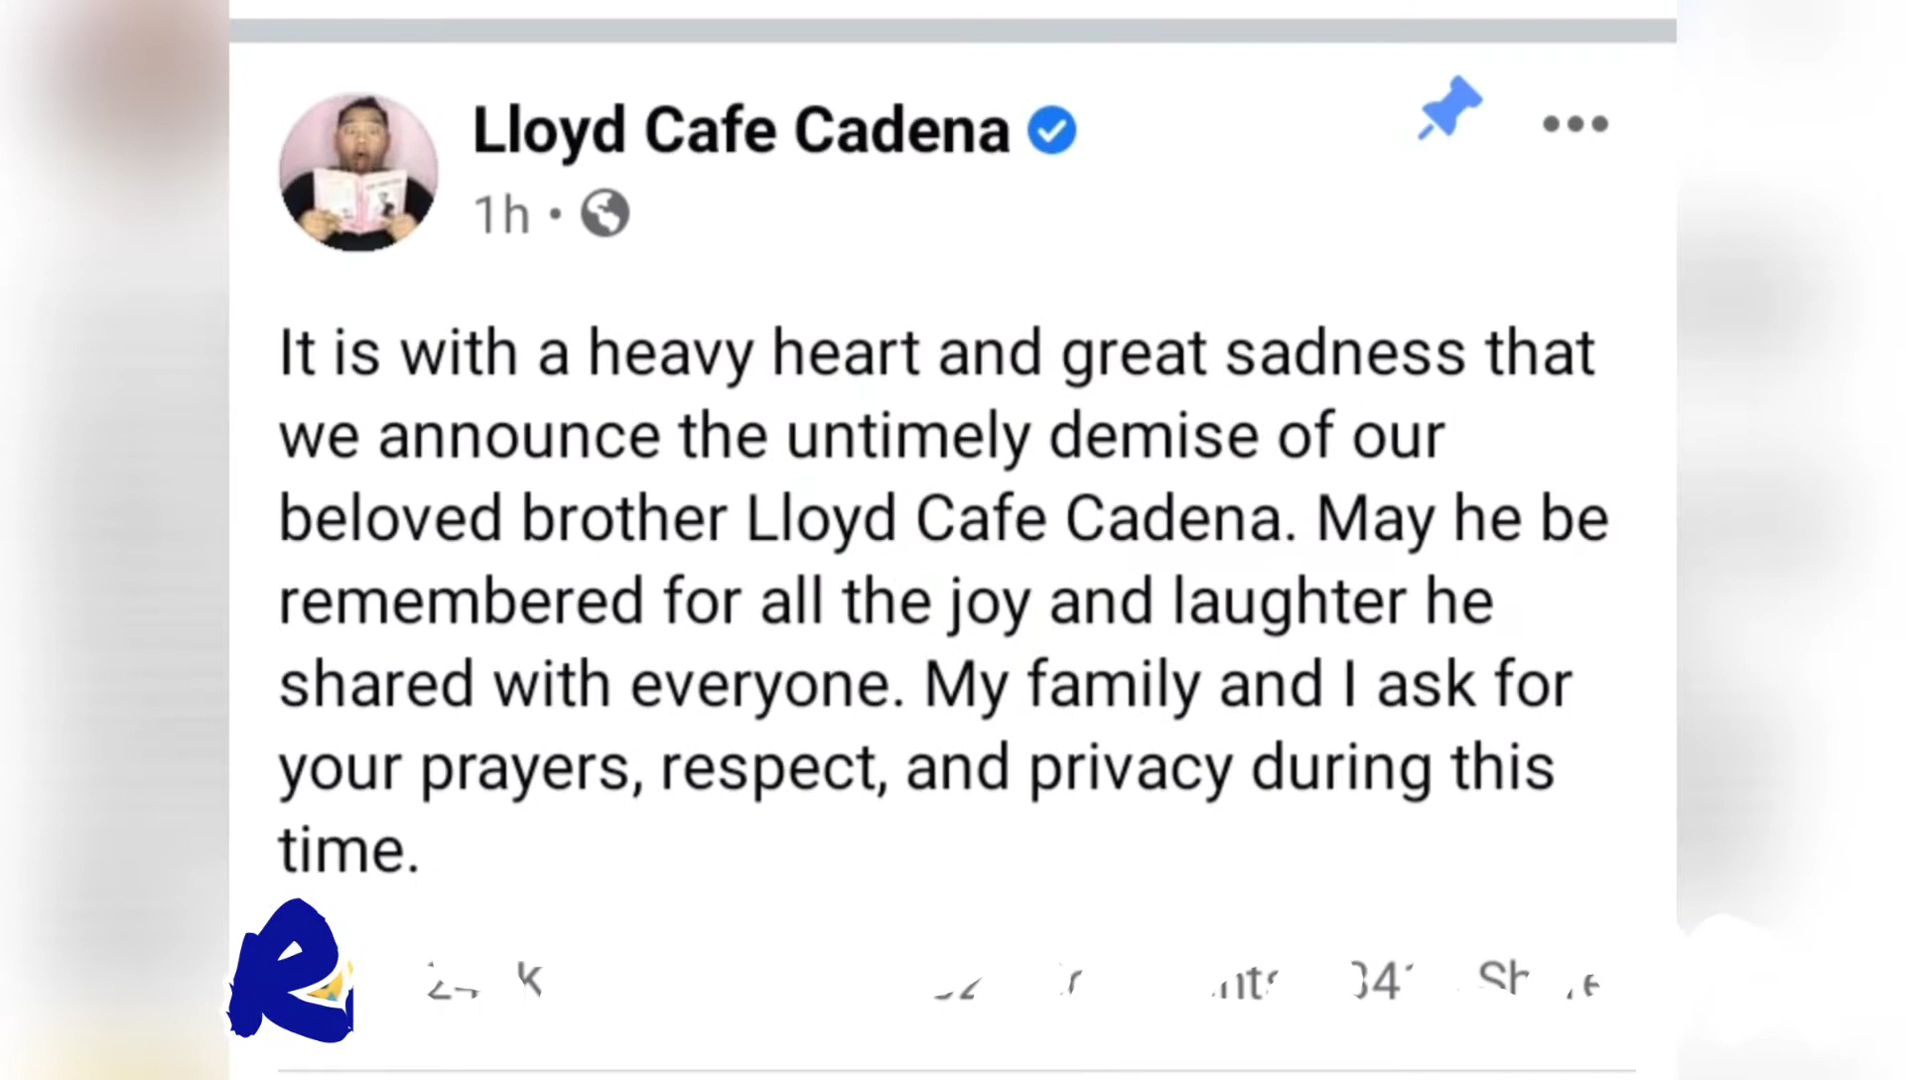 Lloyd Cafe Cadena
1h
It is with a heavy heart and great sadness that
we announce the untimely demise of our
beloved brother Lloyd Cafe Cadena. May he be
remembered for all the joy and laughter he
shared with everyone. My family and I ask for
your prayers, respect, and privacy during this
time.